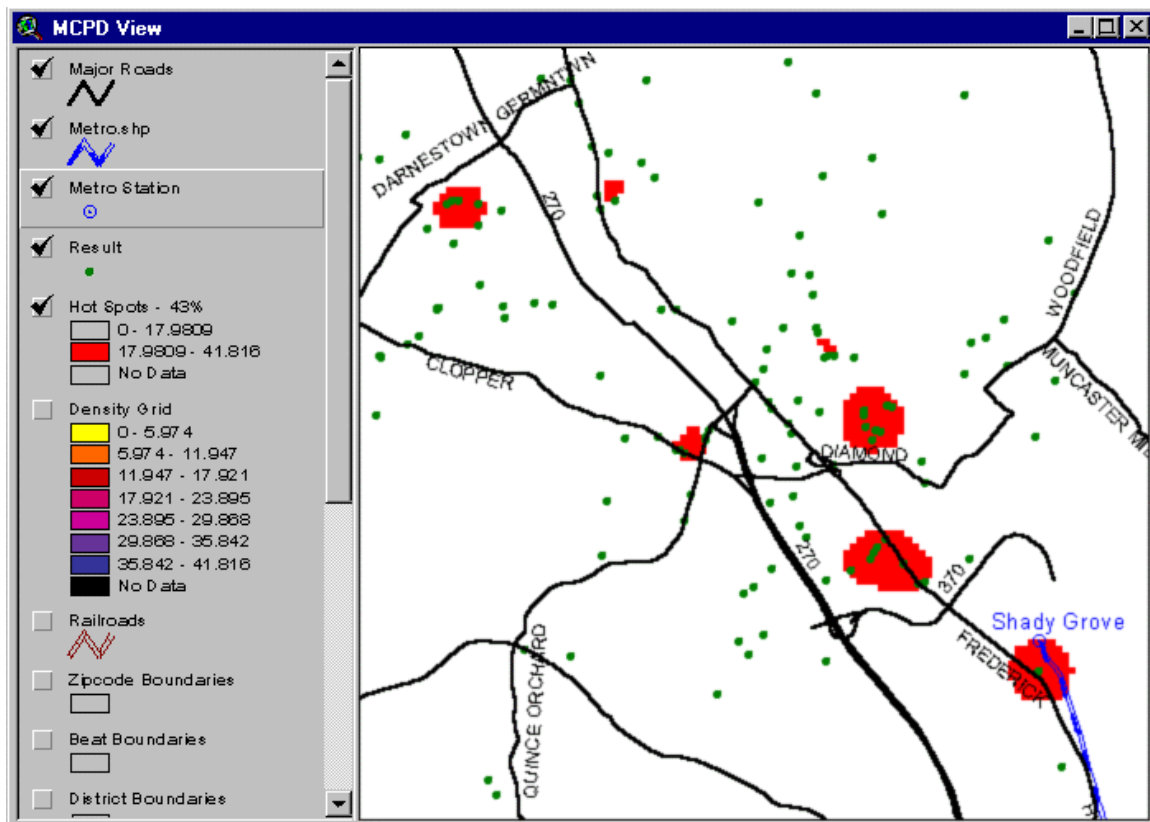 MCPD View
Major Roads
Metro.shp
Metro Station
Result
Hot Spots - 43%
0 - 17.9809
17.9809 - 41.816
No Data
Density Grid
0 - 5.974
5.974 - 11.947
11.947 - 17.921
17.921 - 23.895
23.895 - 29.868
29.868 - 35.842
35.842 - 41.816
No Data
Railroads
Zipcode Boundaries
Beat Boundaries
District Boundaries
DARNESTOWN GERMNTWN
270
WOODFIELD
CLOPPER
MUNCASTER MILE
DIAMOND
270
370
Shady Grove
FREDERICK
QUINCE ORCHARD